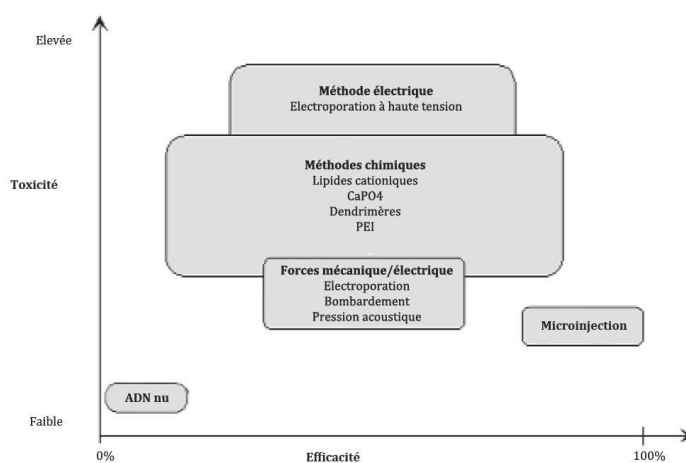 Elevée
Méthode électrique
Electroporation à haute tension
Méthodes chimiques
Lipides cationiques
CaPO4
Dendrimères
PEI
Toxicité
Forces mécanique/électrique
Electroporation
Bombardement
Pression acoustique
Microinjection
ADN nu
Faible
0%
Efficacité
100%